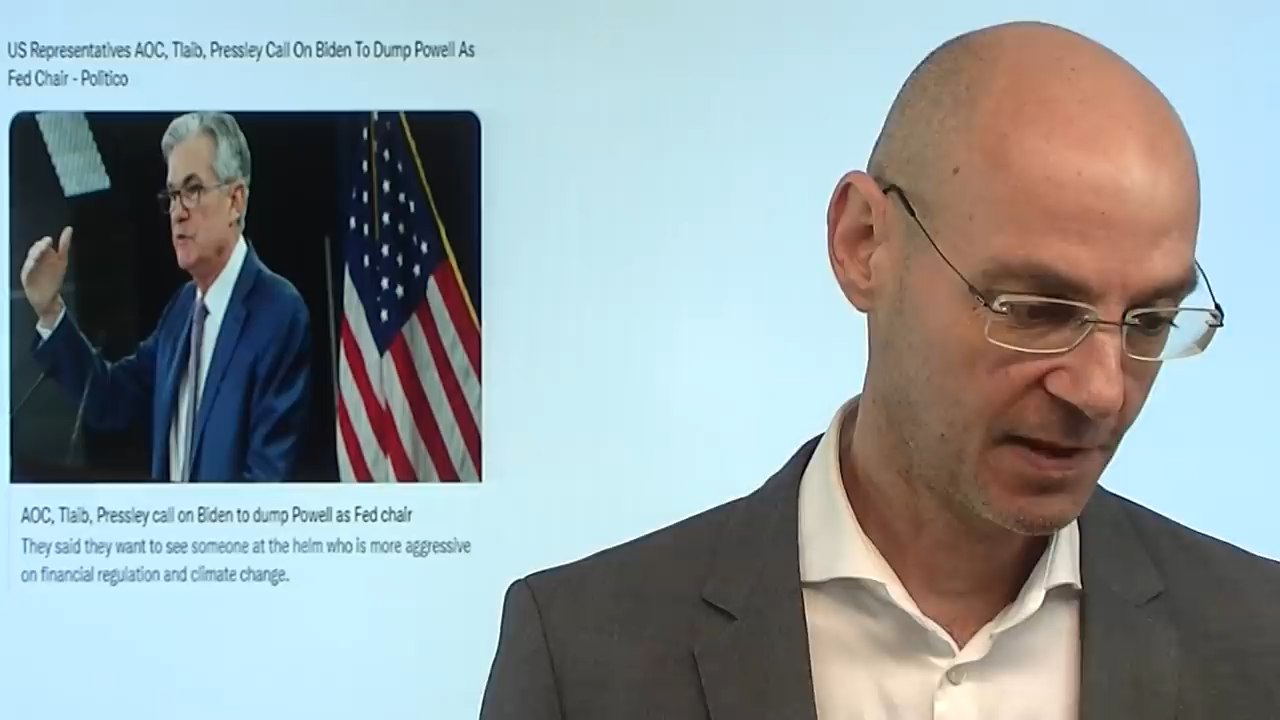 US Representatives AOC, Tlaib, Pressley Call On Biden To Dump Powell As
Fed Chair - Politico
AOC, Tlaib, Pressley call on Biden to dump Powell as Fed chair
They said they want to see someone at the helm who is more aggressive
on financial regulation and climate change.